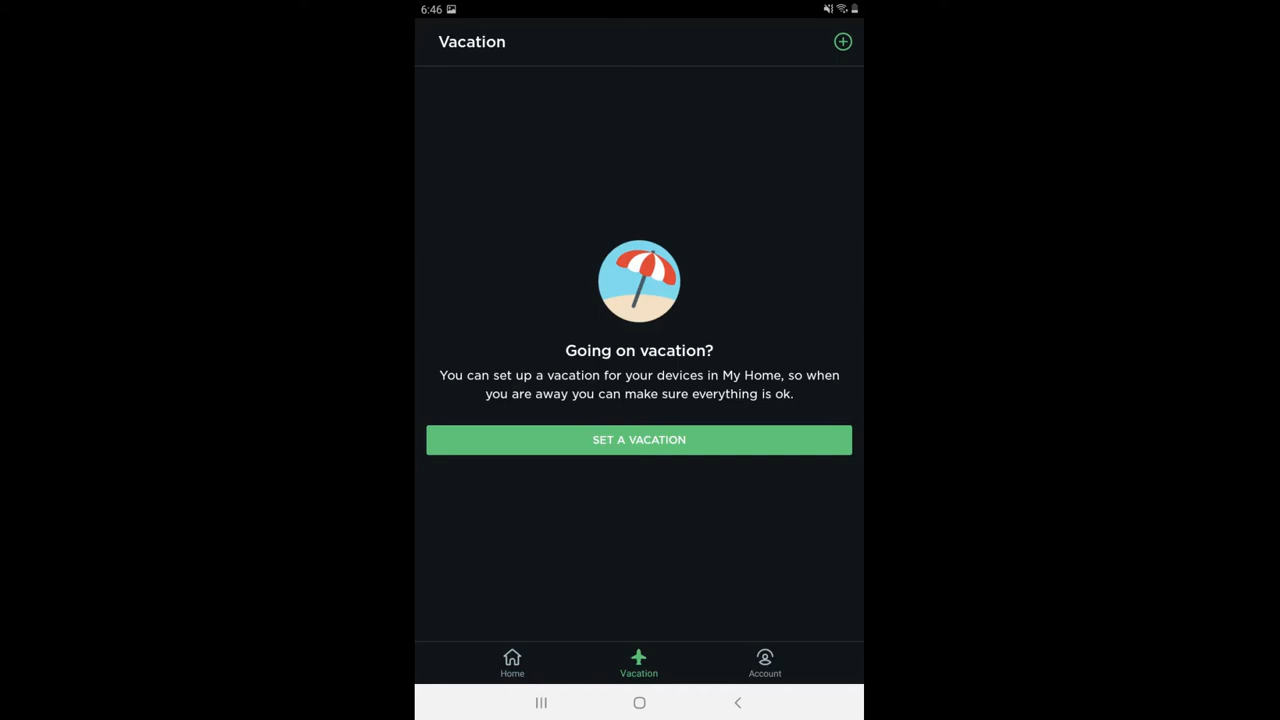 6:46
Vacation
Going on vacation?
You can set up a vacation for your devices in My Home, so when
you are away you can make sure everything is ok.
SET A VACATION
Home
Vacation
Account